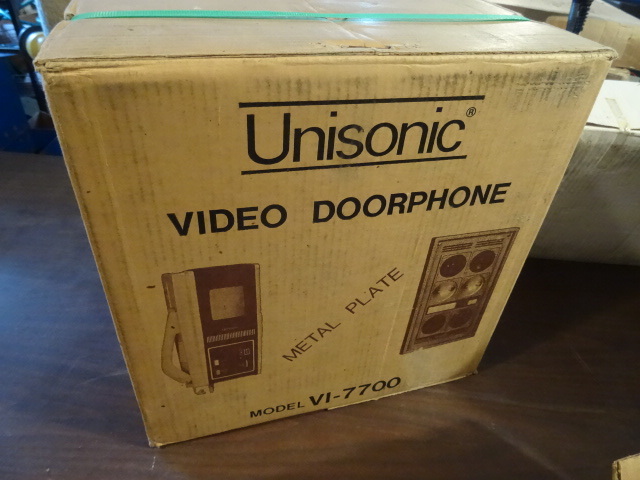 Unisonic®
VIDEO DOORPHONE
METAL PLATE
MODEL VI-7700